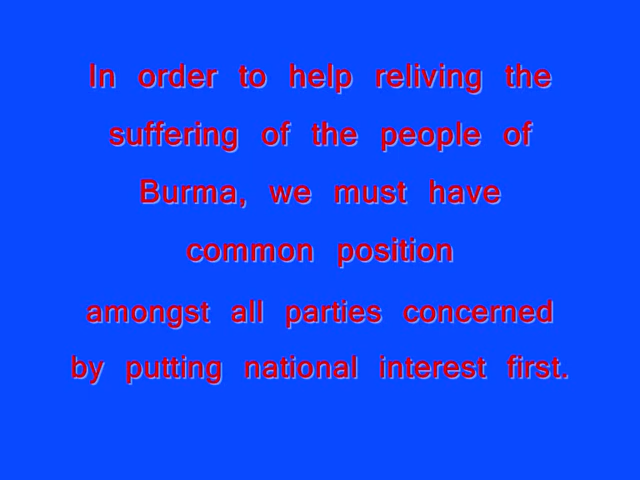 In order to help reliving the
suffering of the people of
Burma, we must have
common position
amongst all parties concerned
by putting national interest first.